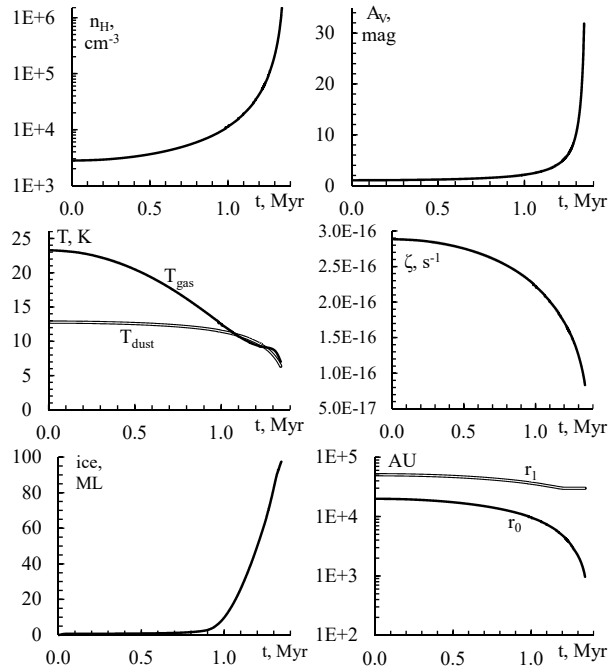 1E+6
n_H,
cm⁻³
1E+5
1E+4
1E+3
0.0 0.5 1.0 t, Myr
A_V,
mag
30
20
10
0
0.0 0.5 1.0 t, Myr
T, K
25
20
15
10
5
0
T_gas
T_dust
0.0 0.5 1.0 t, Myr
3.0E-16
ζ, s⁻¹
2.5E-16
2.0E-16
1.5E-16
1.0E-16
5.0E-17
0.0 0.5 1.0 t, Myr
ice,
ML
100
80
60
40
20
0
0.0 0.5 1.0 t, Myr
AU
1E+5
r_1
1E+4
r_0
1E+3
1E+2
0.0 0.5 1.0 t, Myr